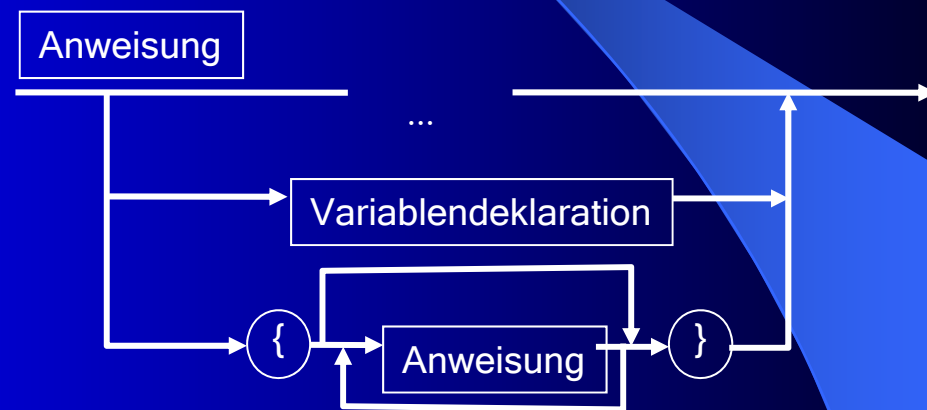 Anweisung
...
Variablendeklaration
{ Anweisung }